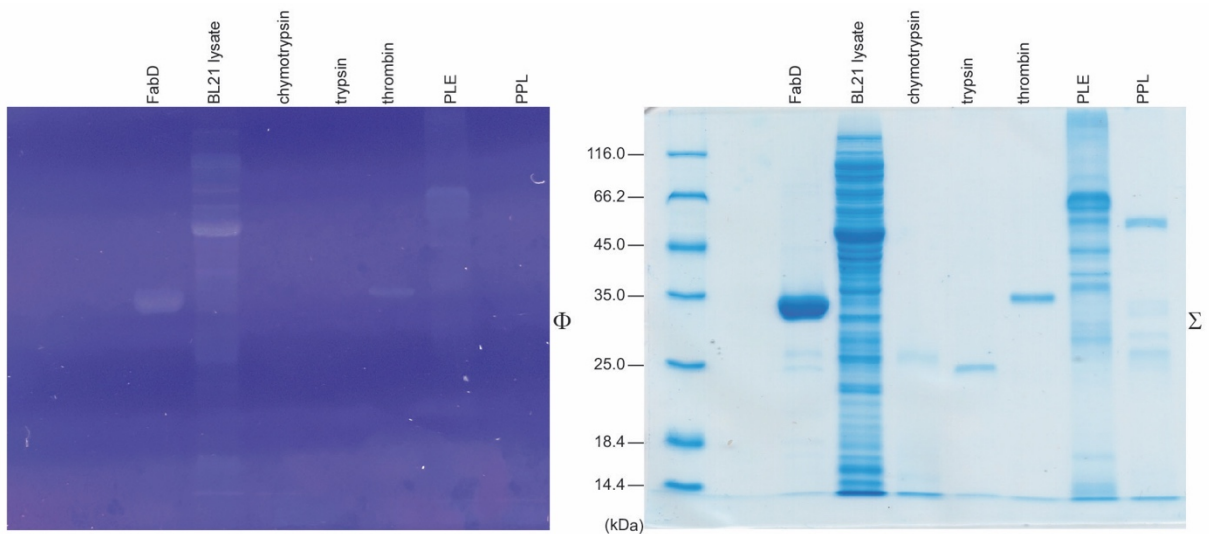 FabD
BL21 lysate
chymotrypsin
trypsin
thrombin
PLE
PPL
Φ
FabD
BL21 lysate
chymotrypsin
trypsin
thrombin
PLE
PPL
116.0
66.2
45.0
35.0
25.0
18.4
14.4
(kDa)
Σ